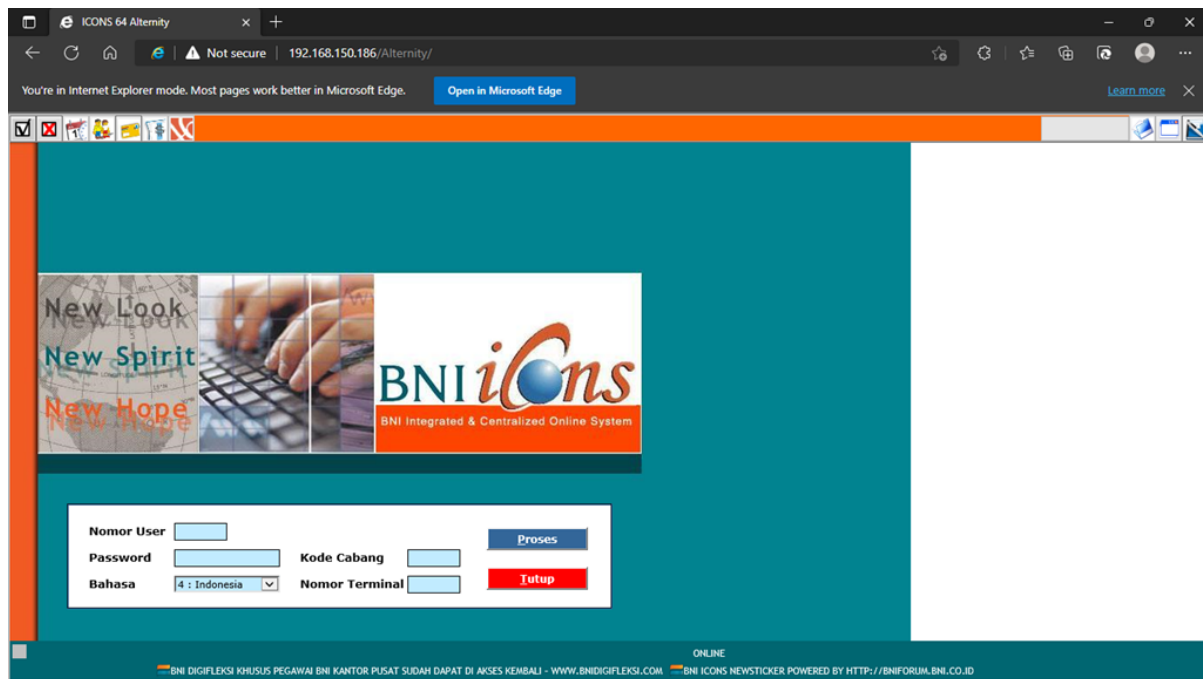 ICONS 64 Alternity
Not secure | 192.168.150.186/Alternity/
You're in Internet Explorer mode. Most pages work better in Microsoft Edge.
Open in Microsoft Edge
Learn more
New Look
New Spirit
New Hope
BNI icons
BNI Integrated & Centralized Online System
Nomor User
Proses
Password
Kode Cabang
Bahasa
4 : Indonesia
Nomor Terminal
Tutup
ONLINE
BNI DIGIFLEKSI KHUSUS PEGAWAI BNI KANTOR PUSAT SUDAH DAPAT DI AKSES KEMBALI - WWW.BNIDIGIFLEKSI.COM BNI ICONS NEWSTICKER POWERED BY HTTP://BNIFORUM.BNI.CO.ID